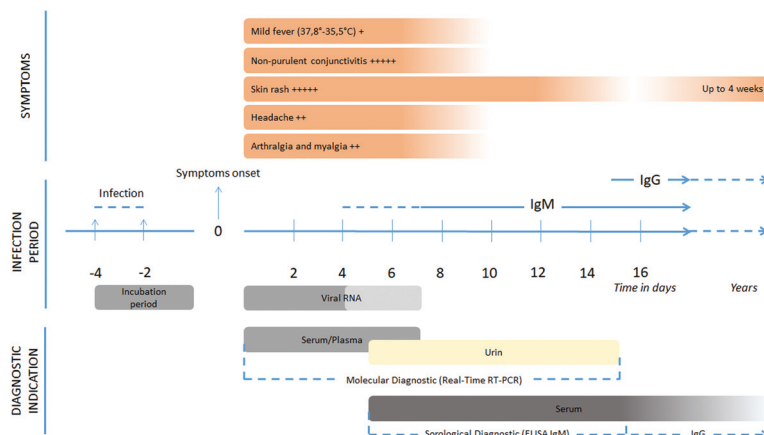 SYMPTOMS
Mild fever (37,8°-35,5°C) +
Non-purulent conjunctivitis +++++
Skin rash +++++
Up to 4 weeks
Headache ++
Arthralgia and myalgia ++
INFECTION
PERIOD
Infection
Symptoms onset
IgG
IgM
0
-4 -2 2 4 6 8 10 12 14 16
Time in days
Years
Incubation
period
Viral RNA
DIAGNOSTIC
INDICATION
Serum/Plasma
Urin
Molecular Diagnostic (Real-Time RT-PCR)
Serum
Sorological Diagnostic (ELISA IgM)
IgG